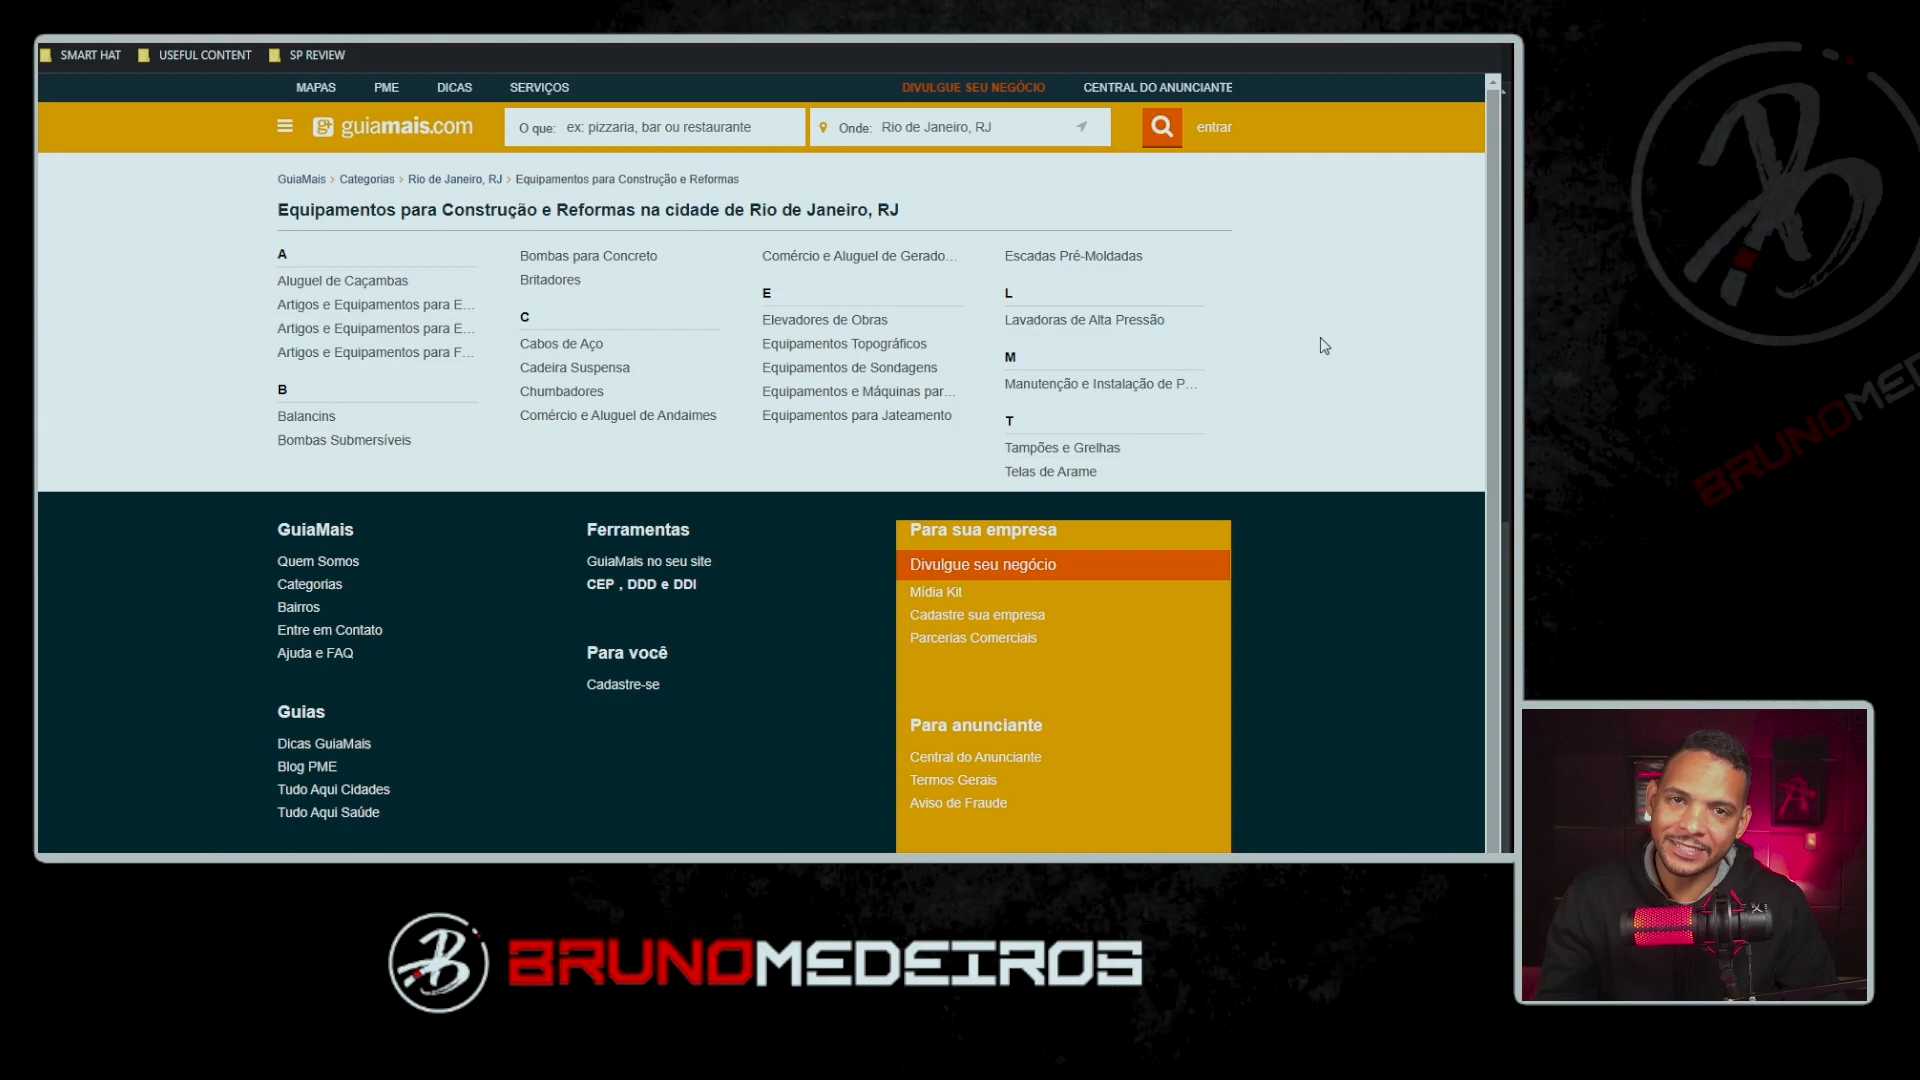 SMART HAT USEFUL CONTENT SP REVIEW
MAPAS PME DICAS SERVIÇOS DIVULGUE SEU NEGÓCIO CENTRAL DO ANUNCIANTE
guiamais.com O que: ex: pizzaria, bar ou restaurante Onde: Rio de Janeiro, RJ entrar
GuiaMais > Categorias > Rio de Janeiro, RJ > Equipamentos para Construção e Reformas
Equipamentos para Construção e Reformas na cidade de Rio de Janeiro, RJ
A
Aluguel de Caçambas
Artigos e Equipamentos para E...
Artigos e Equipamentos para E...
Artigos e Equipamentos para F...
B
Balancins
Bombas Submersíveis
Bombas para Concreto
Britadores
C
Cabos de Aço
Cadeira Suspensa
Chumbadores
Comércio e Aluguel de Andaimes
Comércio e Aluguel de Gerado...
E
Elevadores de Obras
Equipamentos Topográficos
Equipamentos de Sondagens
Equipamentos e Máquinas par...
Equipamentos para Jateamento
Escadas Pré-Moldadas
L
Lavadoras de Alta Pressão
M
Manutenção e Instalação de P...
T
Tampões e Grelhas
Telas de Arame
GuiaMais
Quem Somos
Categorias
Bairros
Entre em Contato
Ajuda e FAQ
Guias
Dicas GuiaMais
Blog PME
Tudo Aqui Cidades
Tudo Aqui Saúde
Ferramentas
GuiaMais no seu site
CEP , DDD e DDI
Para você
Cadastre-se
Para sua empresa
Divulgue seu negócio
Mídia Kit
Cadastre sua empresa
Parcerias Comerciais
Para anunciante
Central do Anunciante
Termos Gerais
Aviso de Fraude
BRUNOMED
B BRUNOMEDEIROS